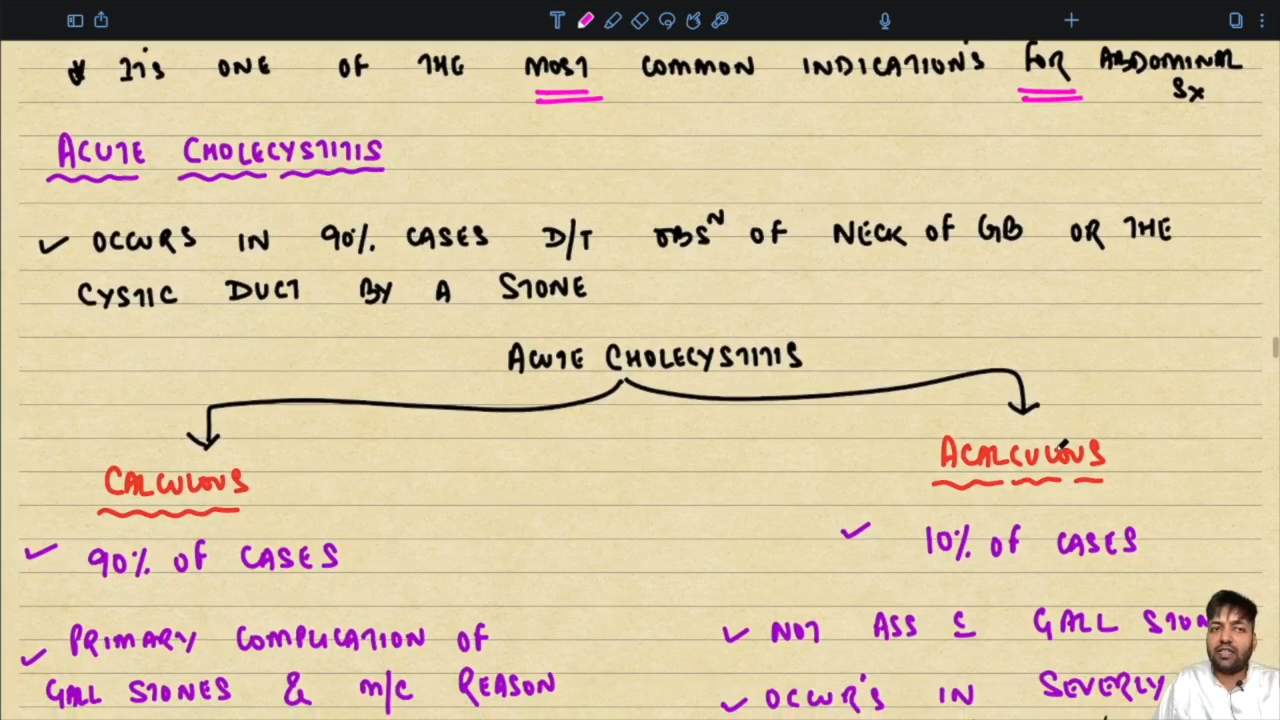 It's ONE OF THE MOST COMMON INDICATION'S FOR ABDOMINAL
Sx
ACUTE CHOLECYSTITIS
✓ OCCURS IN 90% CASES D/T OBSᴺ OF NECK OF GB OR THE
CYSTIC DUCT BY A STONE
ACUTE CHOLECYSTITIS
CALCULOUS
✓ 90% OF CASES
✓ PRIMARY COMPLICATION OF
GALL STONES & M/C REASON
ACALCULOUS
✓ 10% OF CASES
✓ NOT ASS c̄ GALL
✓ OCCUR'S IN SEVERLY